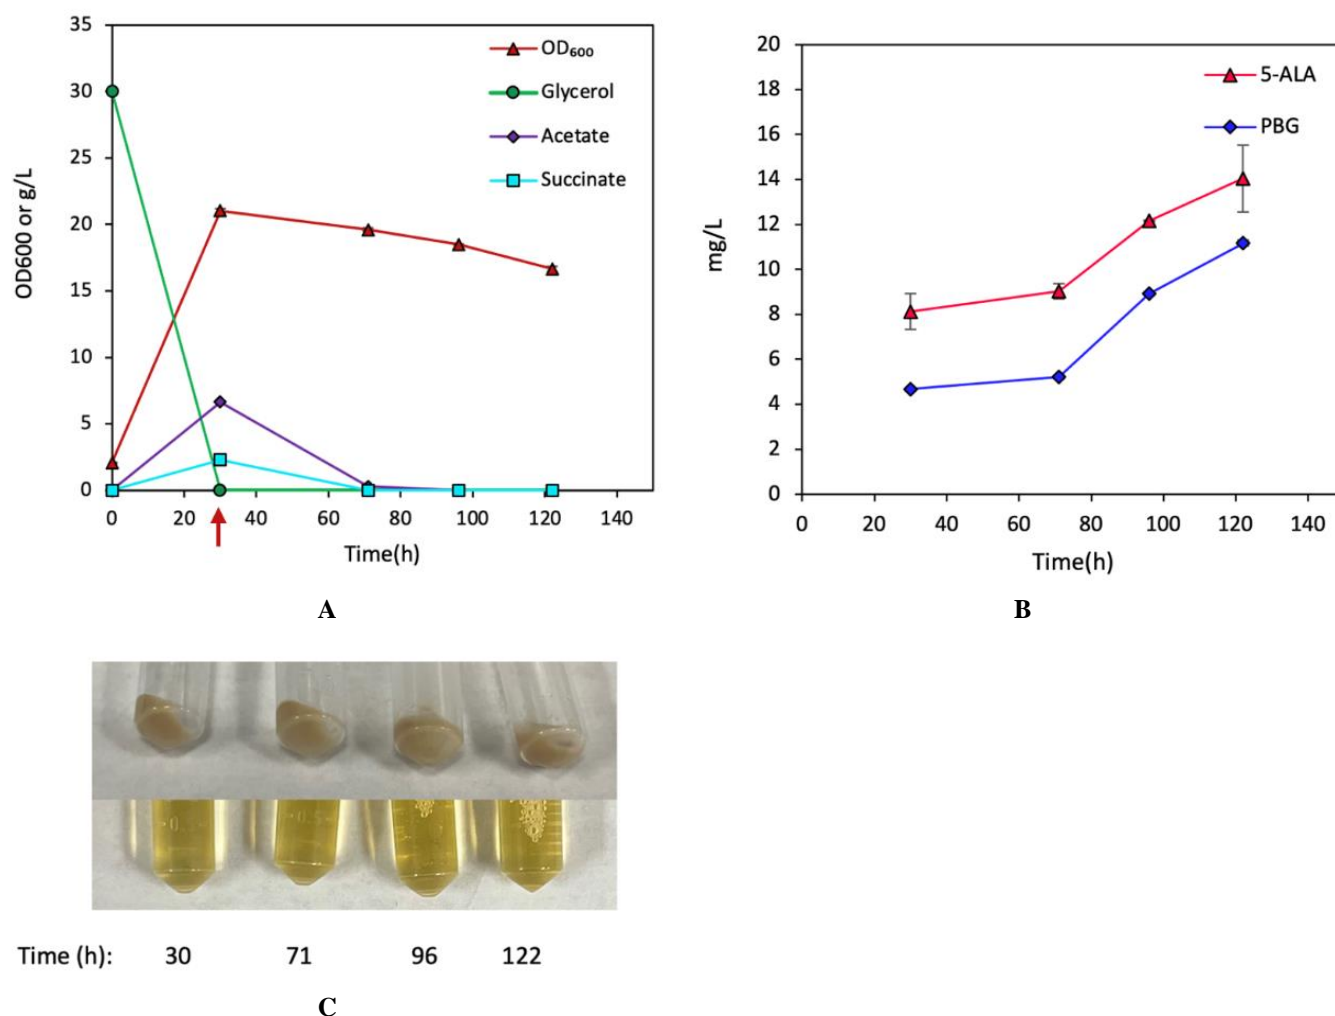 35
30
25
20
15
10
5
0
OD600 or g/L
0 20 40 60 80 100 120 140
Time(h)
OD₆₀₀
Glycerol
Acetate
Succinate
A
20
18
16
14
12
10
8
6
4
2
0
mg/L
0 20 40 60 80 100 120 140
Time(h)
5-ALA
PBG
B
Time (h): 30 71 96 122
C